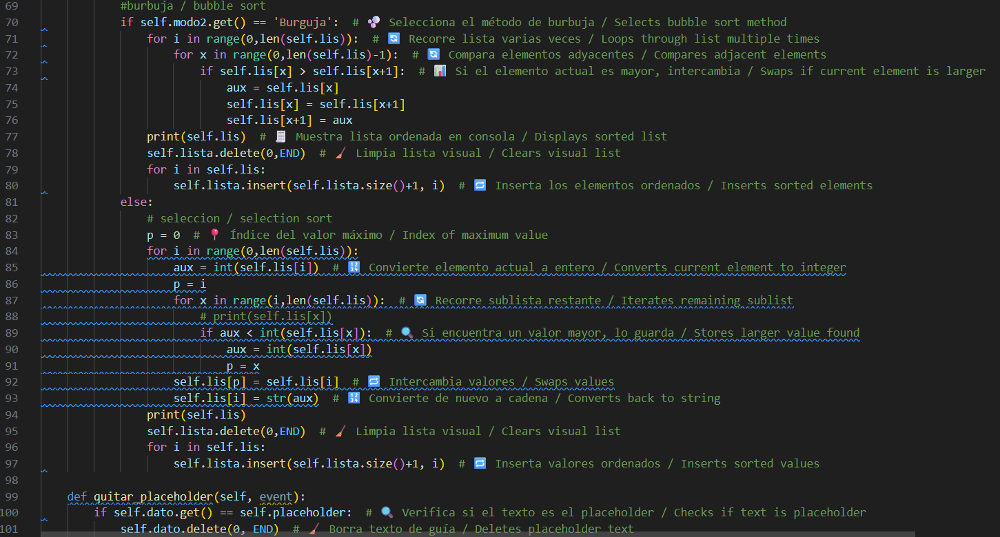 69 #burbuja / bubble sort
70 if self.modo2.get() == 'Burguja': # 🫧 Selecciona el método de burbuja / Selects bubble sort method
71 for i in range(0,len(self.lis)): # 🔄 Recorre lista varias veces / Loops through list multiple times
72 for x in range(0,len(self.lis)-1): # 🔄 Compara elementos adyacentes / Compares adjacent elements
73 if self.lis[x] > self.lis[x+1]: # 📊 Si el elemento actual es mayor, intercambia / Swaps if current element is larger
74 aux = self.lis[x]
75 self.lis[x] = self.lis[x+1]
76 self.lis[x+1] = aux
77 print(self.lis) # 🧾 Muestra lista ordenada en consola / Displays sorted list
78 self.lista.delete(0,END) # 🧹 Limpia lista visual / Clears visual list
79 for i in self.lis:
80 self.lista.insert(self.lista.size()+1, i) # 🔁 Inserta los elementos ordenados / Inserts sorted elements
81 else:
82 # seleccion / selection sort
83 p = 0 # 📍 Índice del valor máximo / Index of maximum value
84 for i in range(0,len(self.lis)):
85 aux = int(self.lis[i]) # 🔢 Convierte elemento actual a entero / Converts current element to integer
86 p = i
87 for x in range(i,len(self.lis)): # 🔄 Recorre sublista restante / Iterates remaining sublist
88 # print(self.lis[x])
89 if aux < int(self.lis[x]): # 🔍 Si encuentra un valor mayor, lo guarda / Stores larger value found
90 aux = int(self.lis[x])
91 p = x
92 self.lis[p] = self.lis[i] # 🔁 Intercambia valores / Swaps values
93 self.lis[i] = str(aux) # 🔢 Convierte de nuevo a cadena / Converts back to string
94 print(self.lis)
95 self.lista.delete(0,END) # 🧹 Limpia lista visual / Clears visual list
96 for i in self.lis:
97 self.lista.insert(self.lista.size()+1, i) # 🔁 Inserta valores ordenados / Inserts sorted values
98
99 def quitar_placeholder(self, event):
100 if self.dato.get() == self.placeholder: # 🔍 Verifica si el texto es el placeholder / Checks if text is placeholder
101 self.dato.delete(0, END) # 🧹 Borra texto de guía / Deletes placeholder text